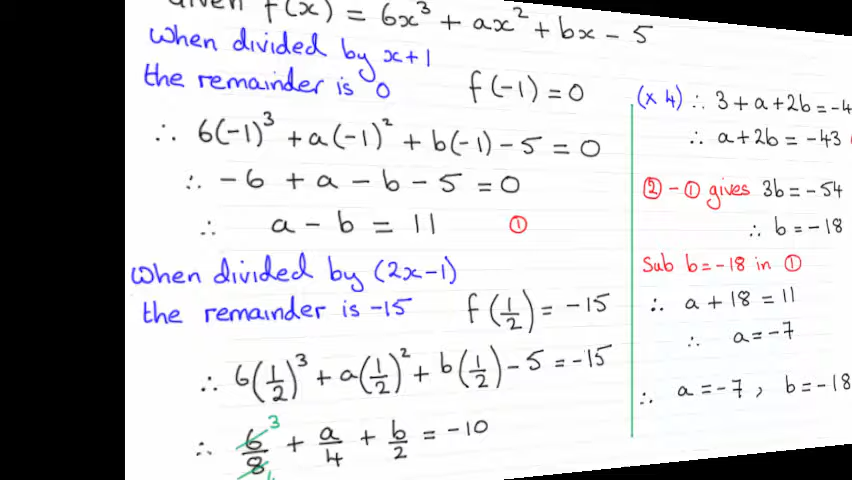 Given f(x) = 6x³ + ax² + bx - 5
When divided by x+1
the remainder is 0 f(-1) = 0
∴ 6(-1)³ + a(-1)² + b(-1) - 5 = 0
∴ -6 + a - b - 5 = 0
∴ a - b = 11 ①
When divided by (2x-1)
the remainder is -15 f(1/2) = -15
∴ 6(1/2)³ + a(1/2)² + b(1/2) - 5 = -15
∴ 6/8 + a/4 + b/2 = -10
3
(x 4) ∴ 3 + a + 2b = -4
∴ a + 2b = -43
② - ① gives 3b = -54
∴ b = -18
Sub b = -18 in ①
∴ a + 18 = 11
∴ a = -7
∴ a = -7, b = -18